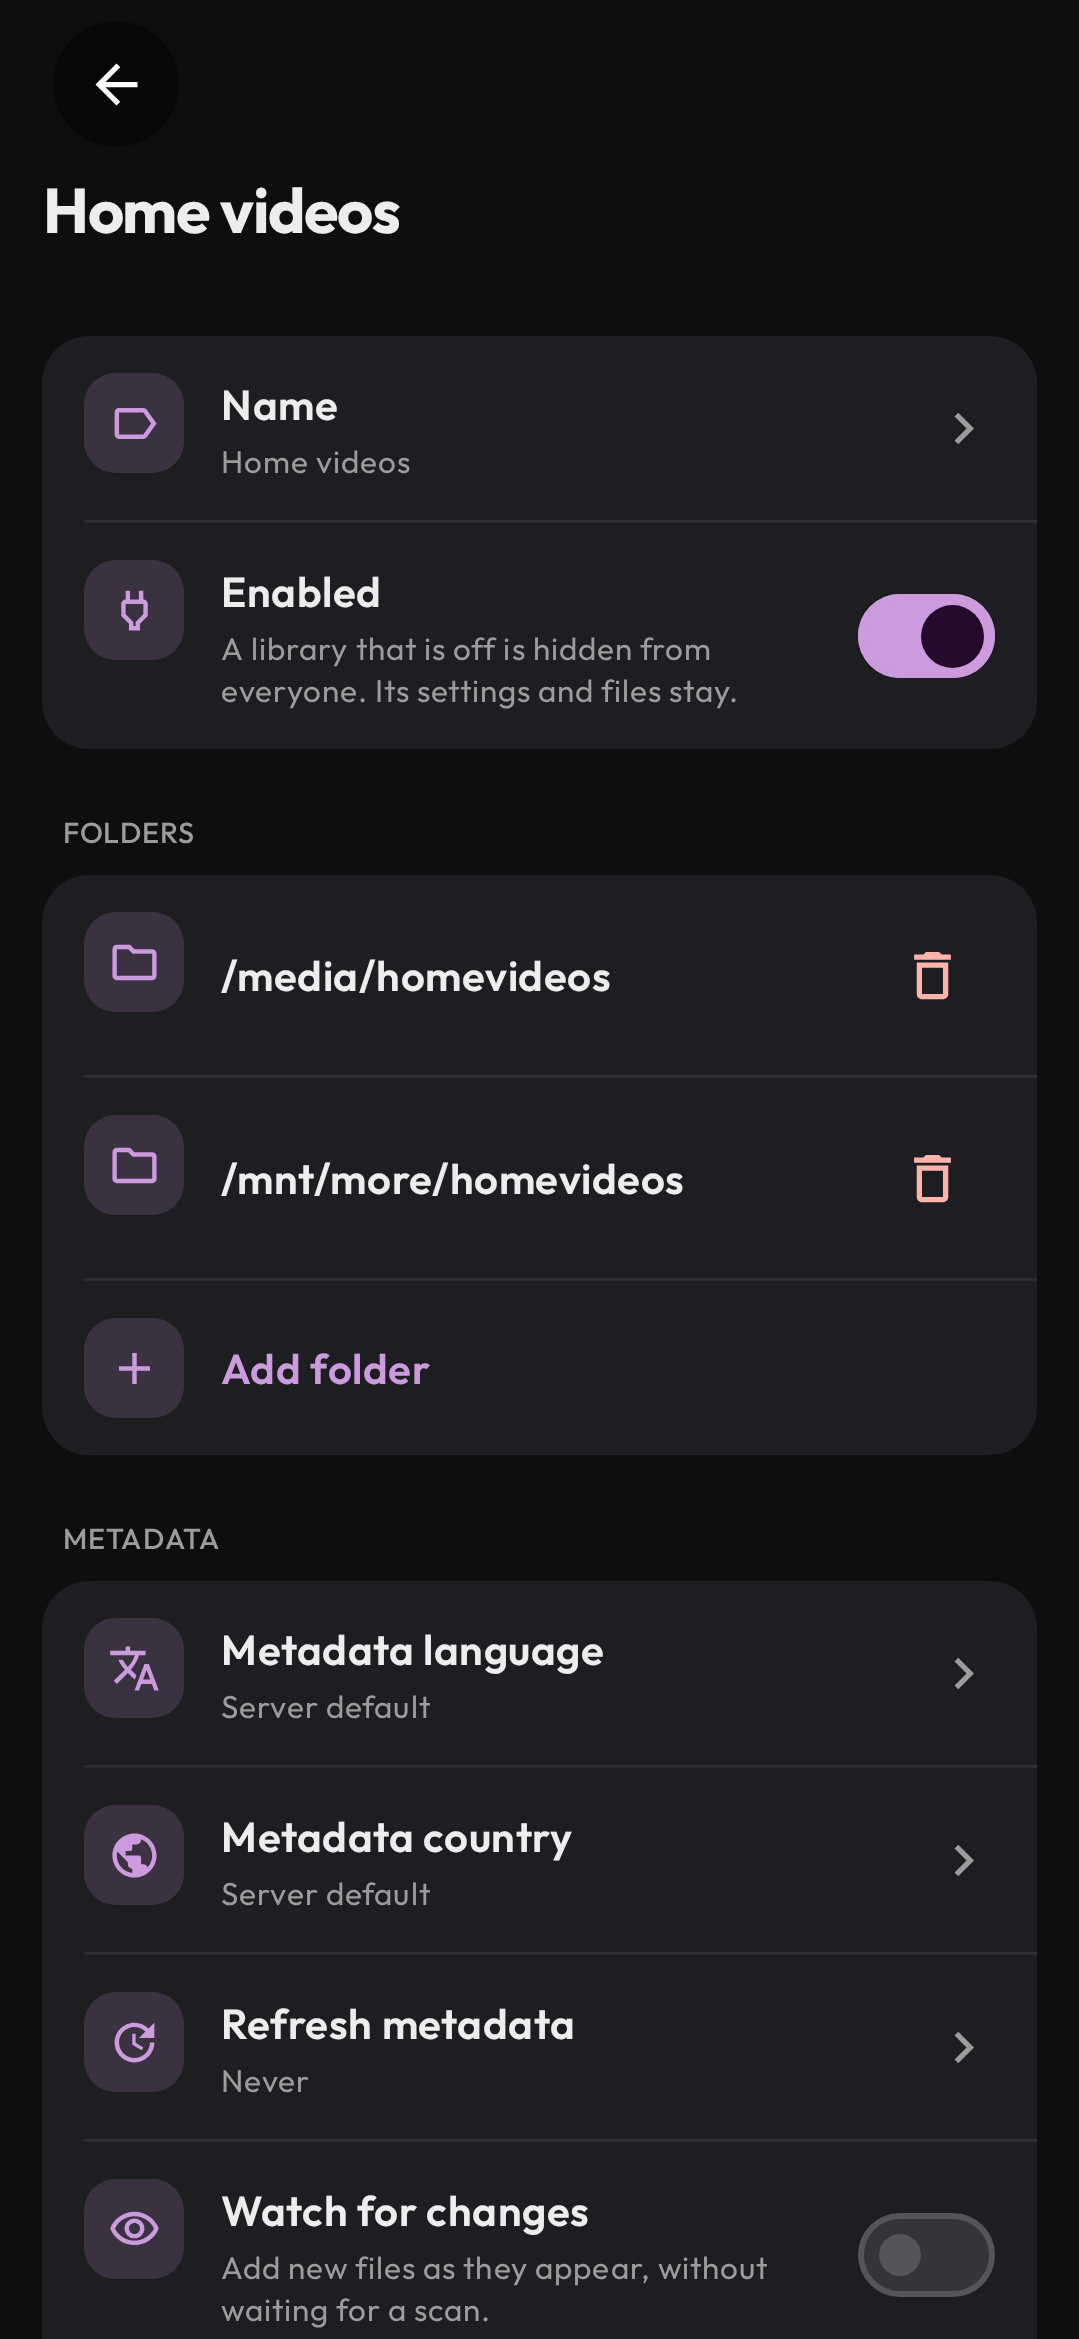 Home videos
Name
Home videos
Enabled
A library that is off is hidden from
everyone. Its settings and files stay.
FOLDERS
/media/homevideos
/mnt/more/homevideos
Add folder
METADATA
Metadata language
Server default
Metadata country
Server default
Refresh metadata
Never
Watch for changes
Add new files as they appear, without
waiting for a scan.